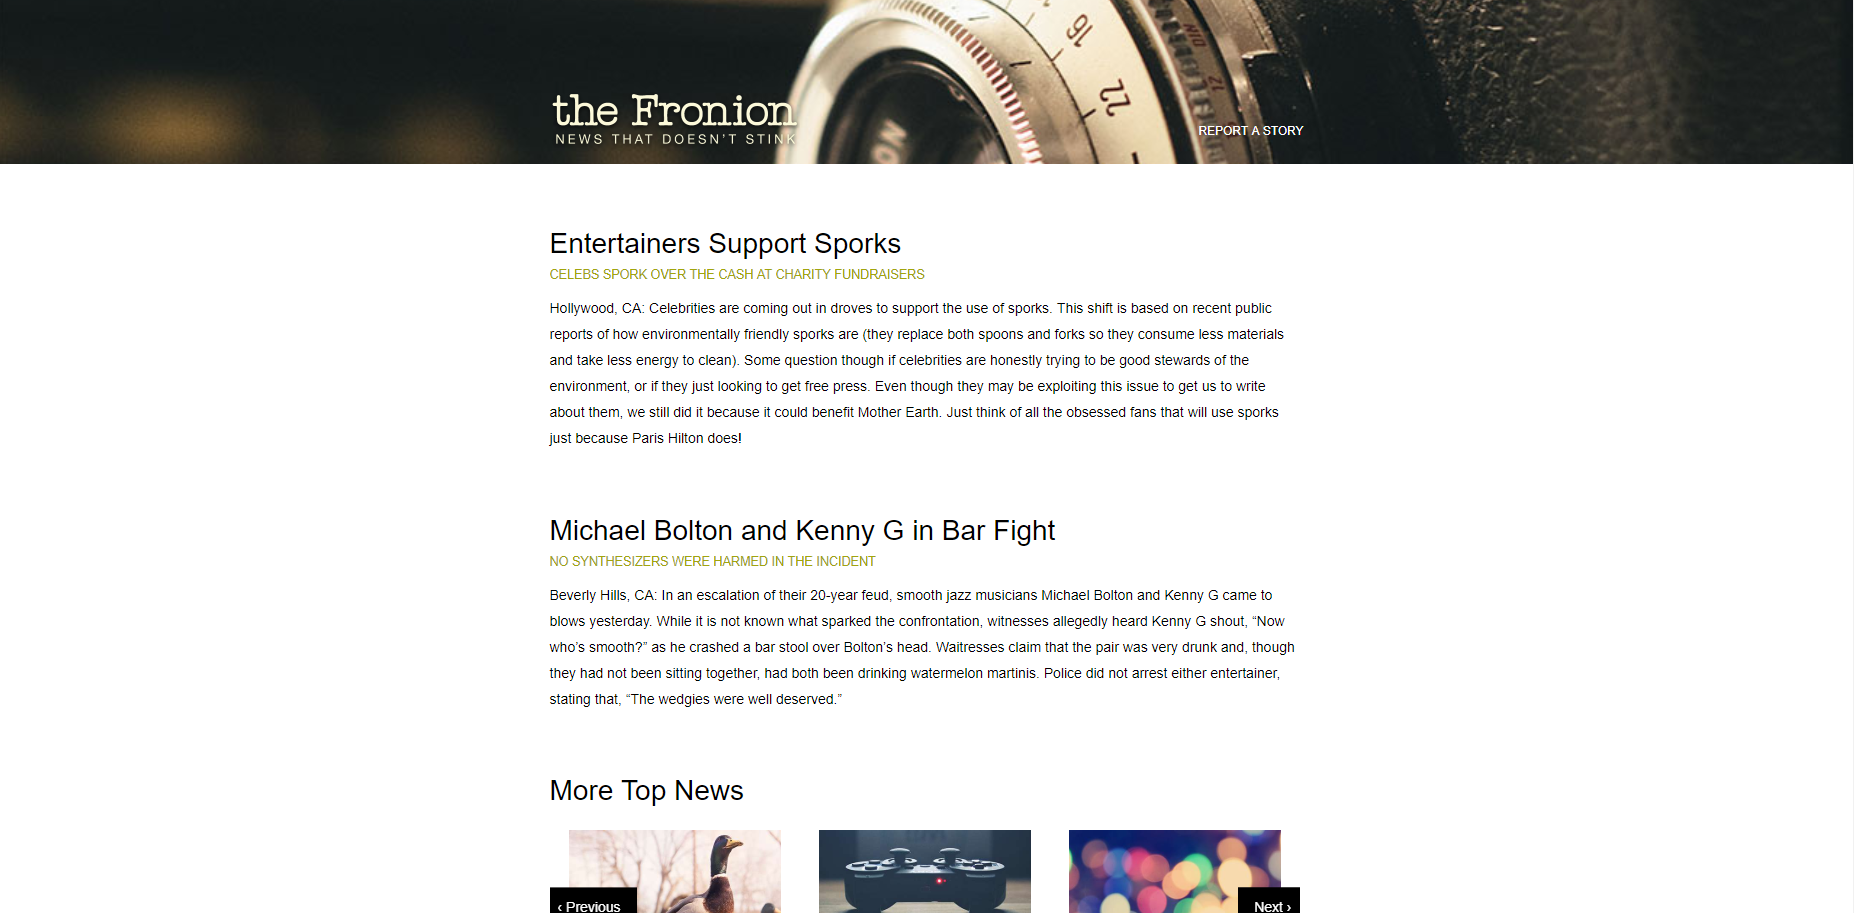 the Fronion
NEWS THAT DOESN'T STINK
REPORT A STORY
16
22
DIN
Entertainers Support Sporks
CELEBS SPORK OVER THE CASH AT CHARITY FUNDRAISERS
Hollywood, CA: Celebrities are coming out in droves to support the use of sporks. This shift is based on recent public
reports of how environmentally friendly sporks are (they replace both spoons and forks so they consume less materials
and take less energy to clean). Some question though if celebrities are honestly trying to be good stewards of the
environment, or if they just looking to get free press. Even though they may be exploiting this issue to get us to write
about them, we still did it because it could benefit Mother Earth. Just think of all the obsessed fans that will use sporks
just because Paris Hilton does!
Michael Bolton and Kenny G in Bar Fight
NO SYNTHESIZERS WERE HARMED IN THE INCIDENT
Beverly Hills, CA: In an escalation of their 20-year feud, smooth jazz musicians Michael Bolton and Kenny G came to
blows yesterday. While it is not known what sparked the confrontation, witnesses allegedly heard Kenny G shout, “Now
who’s smooth?” as he crashed a bar stool over Bolton’s head. Waitresses claim that the pair was very drunk and, though
they had not been sitting together, had both been drinking watermelon martinis. Police did not arrest either entertainer,
stating that, “The wedgies were well deserved.”
More Top News
‹ Previous
Next ›